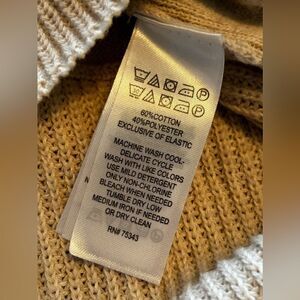 60%COTTON
40%POLYESTER
EXCLUSIVE OF ELASTIC
MACHINE WASH COOL-
DELICATE CYCLE
WASH WITH LIKE COLORS
USE MILD DETERGENT
ONLY NON-CHLORINE
BLEACH WHEN NEEDED
TUMBLE DRY LOW
MEDIUM IRON IF NEEDED
OR DRY CLEAN
RN# 75343